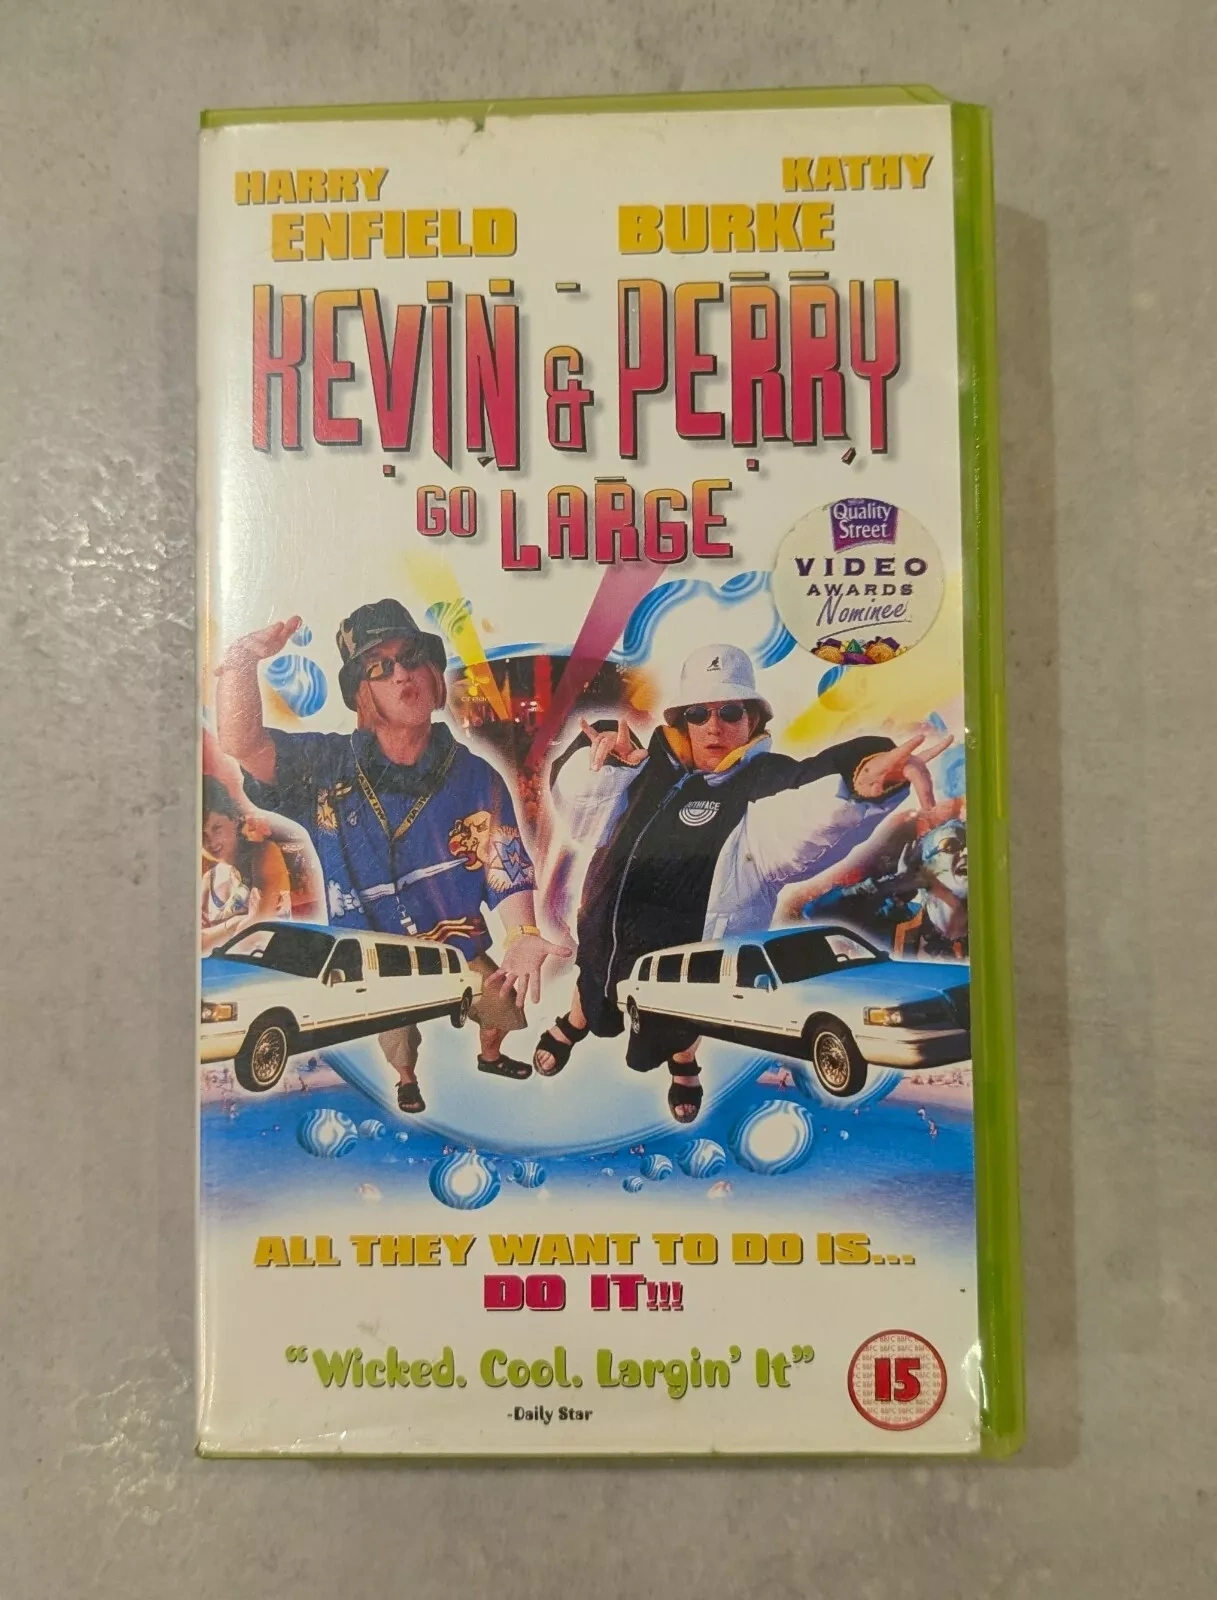 HARRY
ENFIELD
KATHY
BURKE
KEVIN & PERRY
GO LARGE
Quality
Street
VIDEO
AWARDS
Nominee
ALL THEY WANT TO DO IS...
DO IT!!!
“Wicked. Cool. Largin’ It”
-Daily Star
15